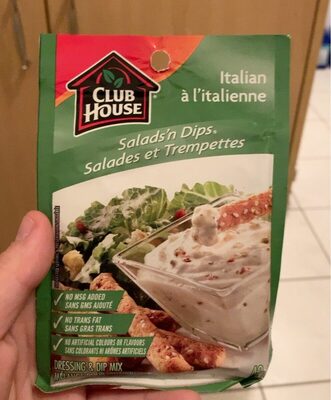 CLUB
HOUSE
Italian
à l'italienne
Salads'n Dips®
Salades et Trempettes
NO MSG ADDED
SANS GMS AJOUTÉ
NO TRANS FAT
SANS GRAS TRANS
NO ARTIFICIAL COLOURS OR FLAVOURS
SANS COLORANTS NI ARÔMES ARTIFICIELS
DRESSING & DIP MIX